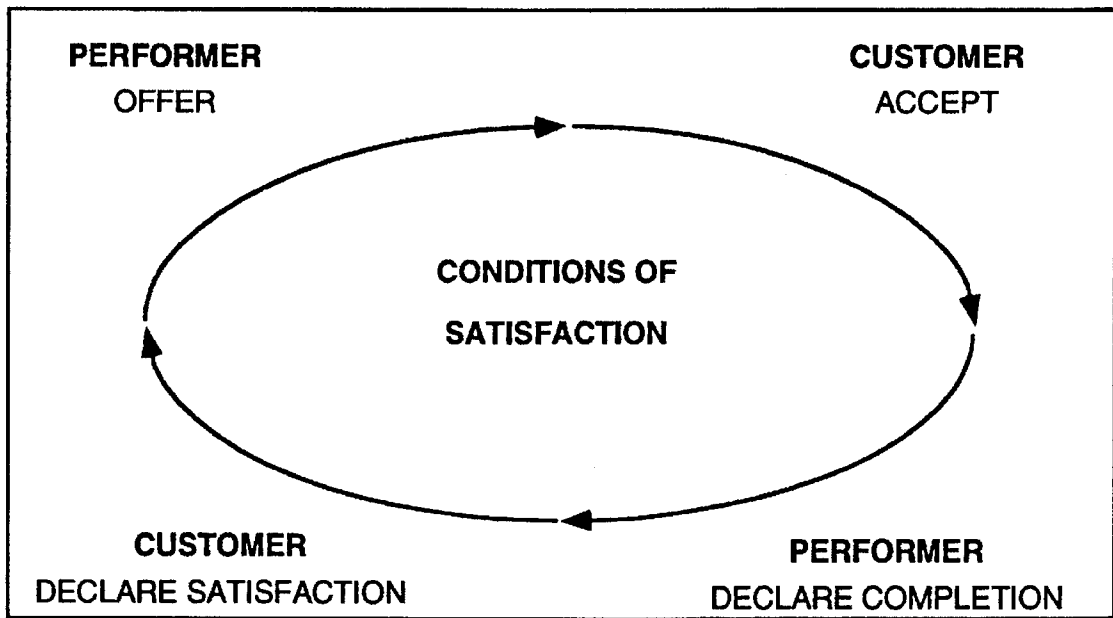 PERFORMER
OFFER
CUSTOMER
ACCEPT
CONDITIONS OF
SATISFACTION
CUSTOMER
DECLARE SATISFACTION
PERFORMER
DECLARE COMPLETION